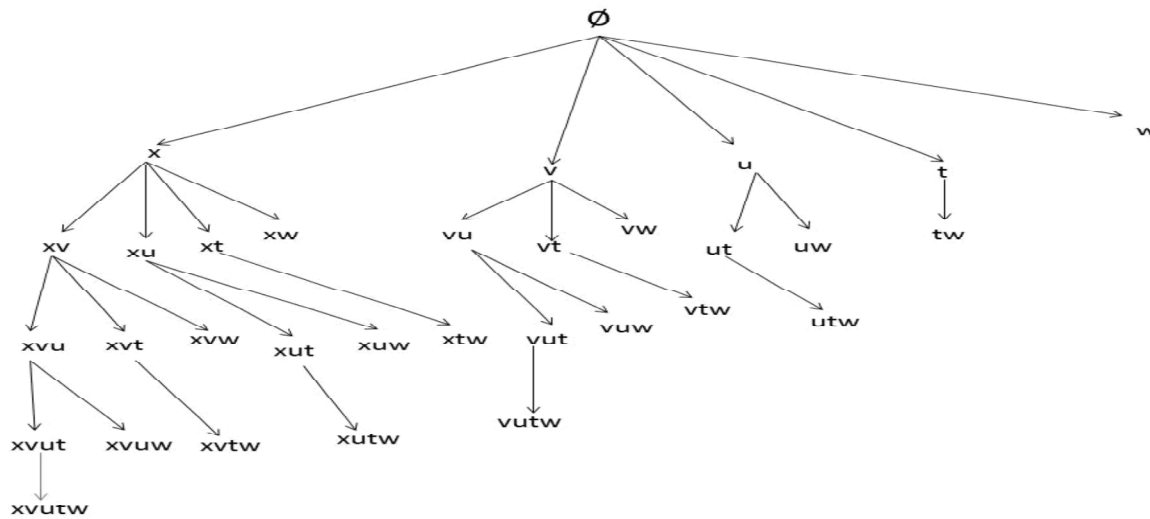 Ø
x v u t w
xv xu xt xw vu vt vw ut uw tw
xvu xvt xvw xut xuw xtw vut vuw vtw utw
xvut xvuw xvtw xutw vutw
xvutw